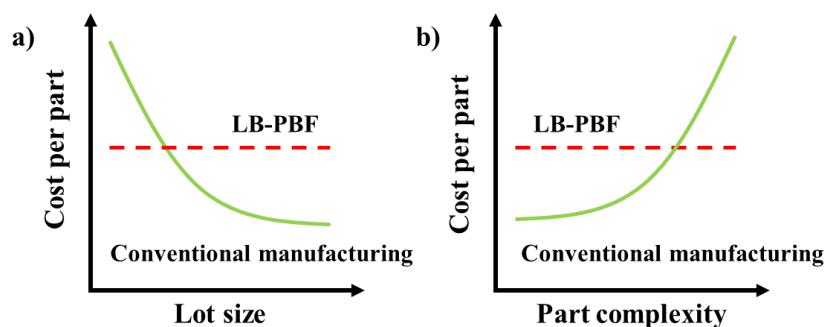 a)
Cost per part
LB-PBF
Conventional manufacturing
Lot size
b)
Cost per part
LB-PBF
Conventional manufacturing
Part complexity